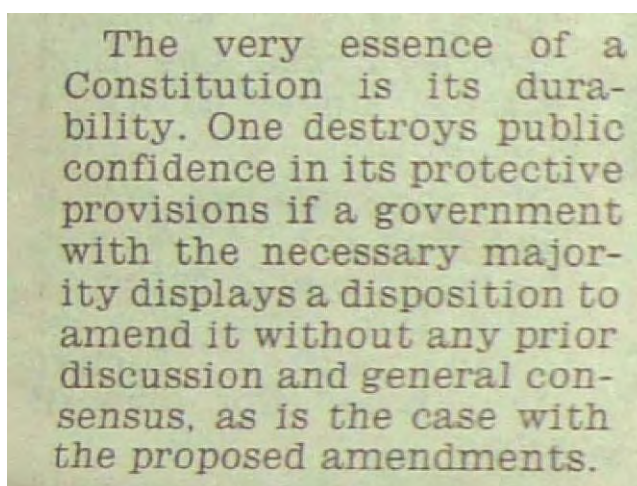 The very essence of a
Constitution is its dura-
bility. One destroys public
confidence in its protective
provisions if a government
with the necessary major-
ity displays a disposition to
amend it without any prior
discussion and general con-
sensus, as is the case with
the proposed amendments.